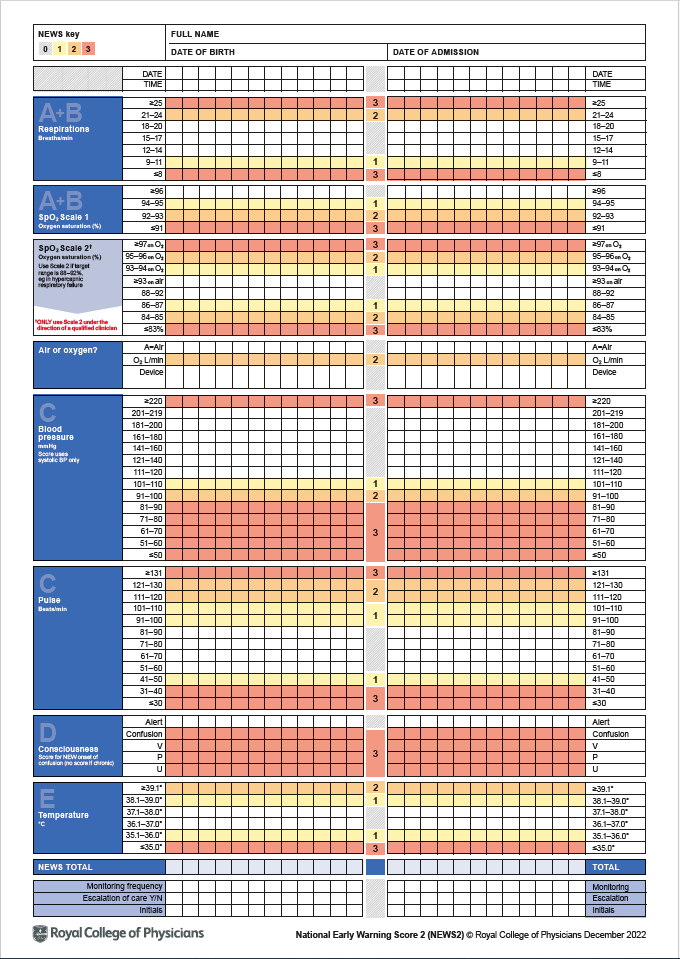 NEWS key
0 1 2 3
FULL NAME
DATE OF BIRTH
DATE OF ADMISSION
DATE DATE
TIME TIME
A+B
Respirations
Breaths/min
≥25 3 ≥25
21–24 2 21–24
18–20 18–20
15–17 15–17
12–14 12–14
9–11 1 9–11
≤8 3 ≤8
A+B
SpO₂ Scale 1
Oxygen saturation (%)
≥96 ≥96
94–95 1 94–95
92–93 2 92–93
≤91 3 ≤91
SpO₂ Scale 2†
Oxygen saturation (%)
Use Scale 2 if target
range is 88–92%,
eg in hypercapnic
respiratory failure
†ONLY use Scale 2 under the
direction of a qualified clinician
≥97 on O₂ 3 ≥97 on O₂
95–96 on O₂ 2 95–96 on O₂
93–94 on O₂ 1 93–94 on O₂
≥93 on air ≥93 on air
88–92 88–92
86–87 1 86–87
84–85 2 84–85
≤83% 3 ≤83%
Air or oxygen?
A=Air A=Air
O₂ L/min 2 O₂ L/min
Device Device
C
Blood
pressure
mmHg
Score uses
systolic BP only
≥220 3 ≥220
201–219 201–219
181–200 181–200
161–180 161–180
141–160 141–160
121–140 121–140
111–120 111–120
101–110 1 101–110
91–100 2 91–100
81–90 81–90
71–80 71–80
61–70 3 61–70
51–60 51–60
≤50 ≤50
C
Pulse
Beats/min
≥131 3 ≥131
121–130 2 121–130
111–120 111–120
101–110 1 101–110
91–100 91–100
81–90 81–90
71–80 71–80
61–70 61–70
51–60 51–60
41–50 1 41–50
31–40 3 31–40
≤30 ≤30
D
Consciousness
Score for NEW onset of
confusion (no score if chronic)
Alert Alert
Confusion Confusion
V V
P 3 P
U U
E
Temperature
°C
≥39.1° 2 ≥39.1°
38.1–39.0° 1 38.1–39.0°
37.1–38.0° 37.1–38.0°
36.1–37.0° 36.1–37.0°
35.1–36.0° 1 35.1–36.0°
≤35.0° 3 ≤35.0°
NEWS TOTAL TOTAL
Monitoring frequency Monitoring
Escalation of care Y/N Escalation
Initials Initials
Royal College of Physicians
National Early Warning Score 2 (NEWS2) © Royal College of Physicians December 2022